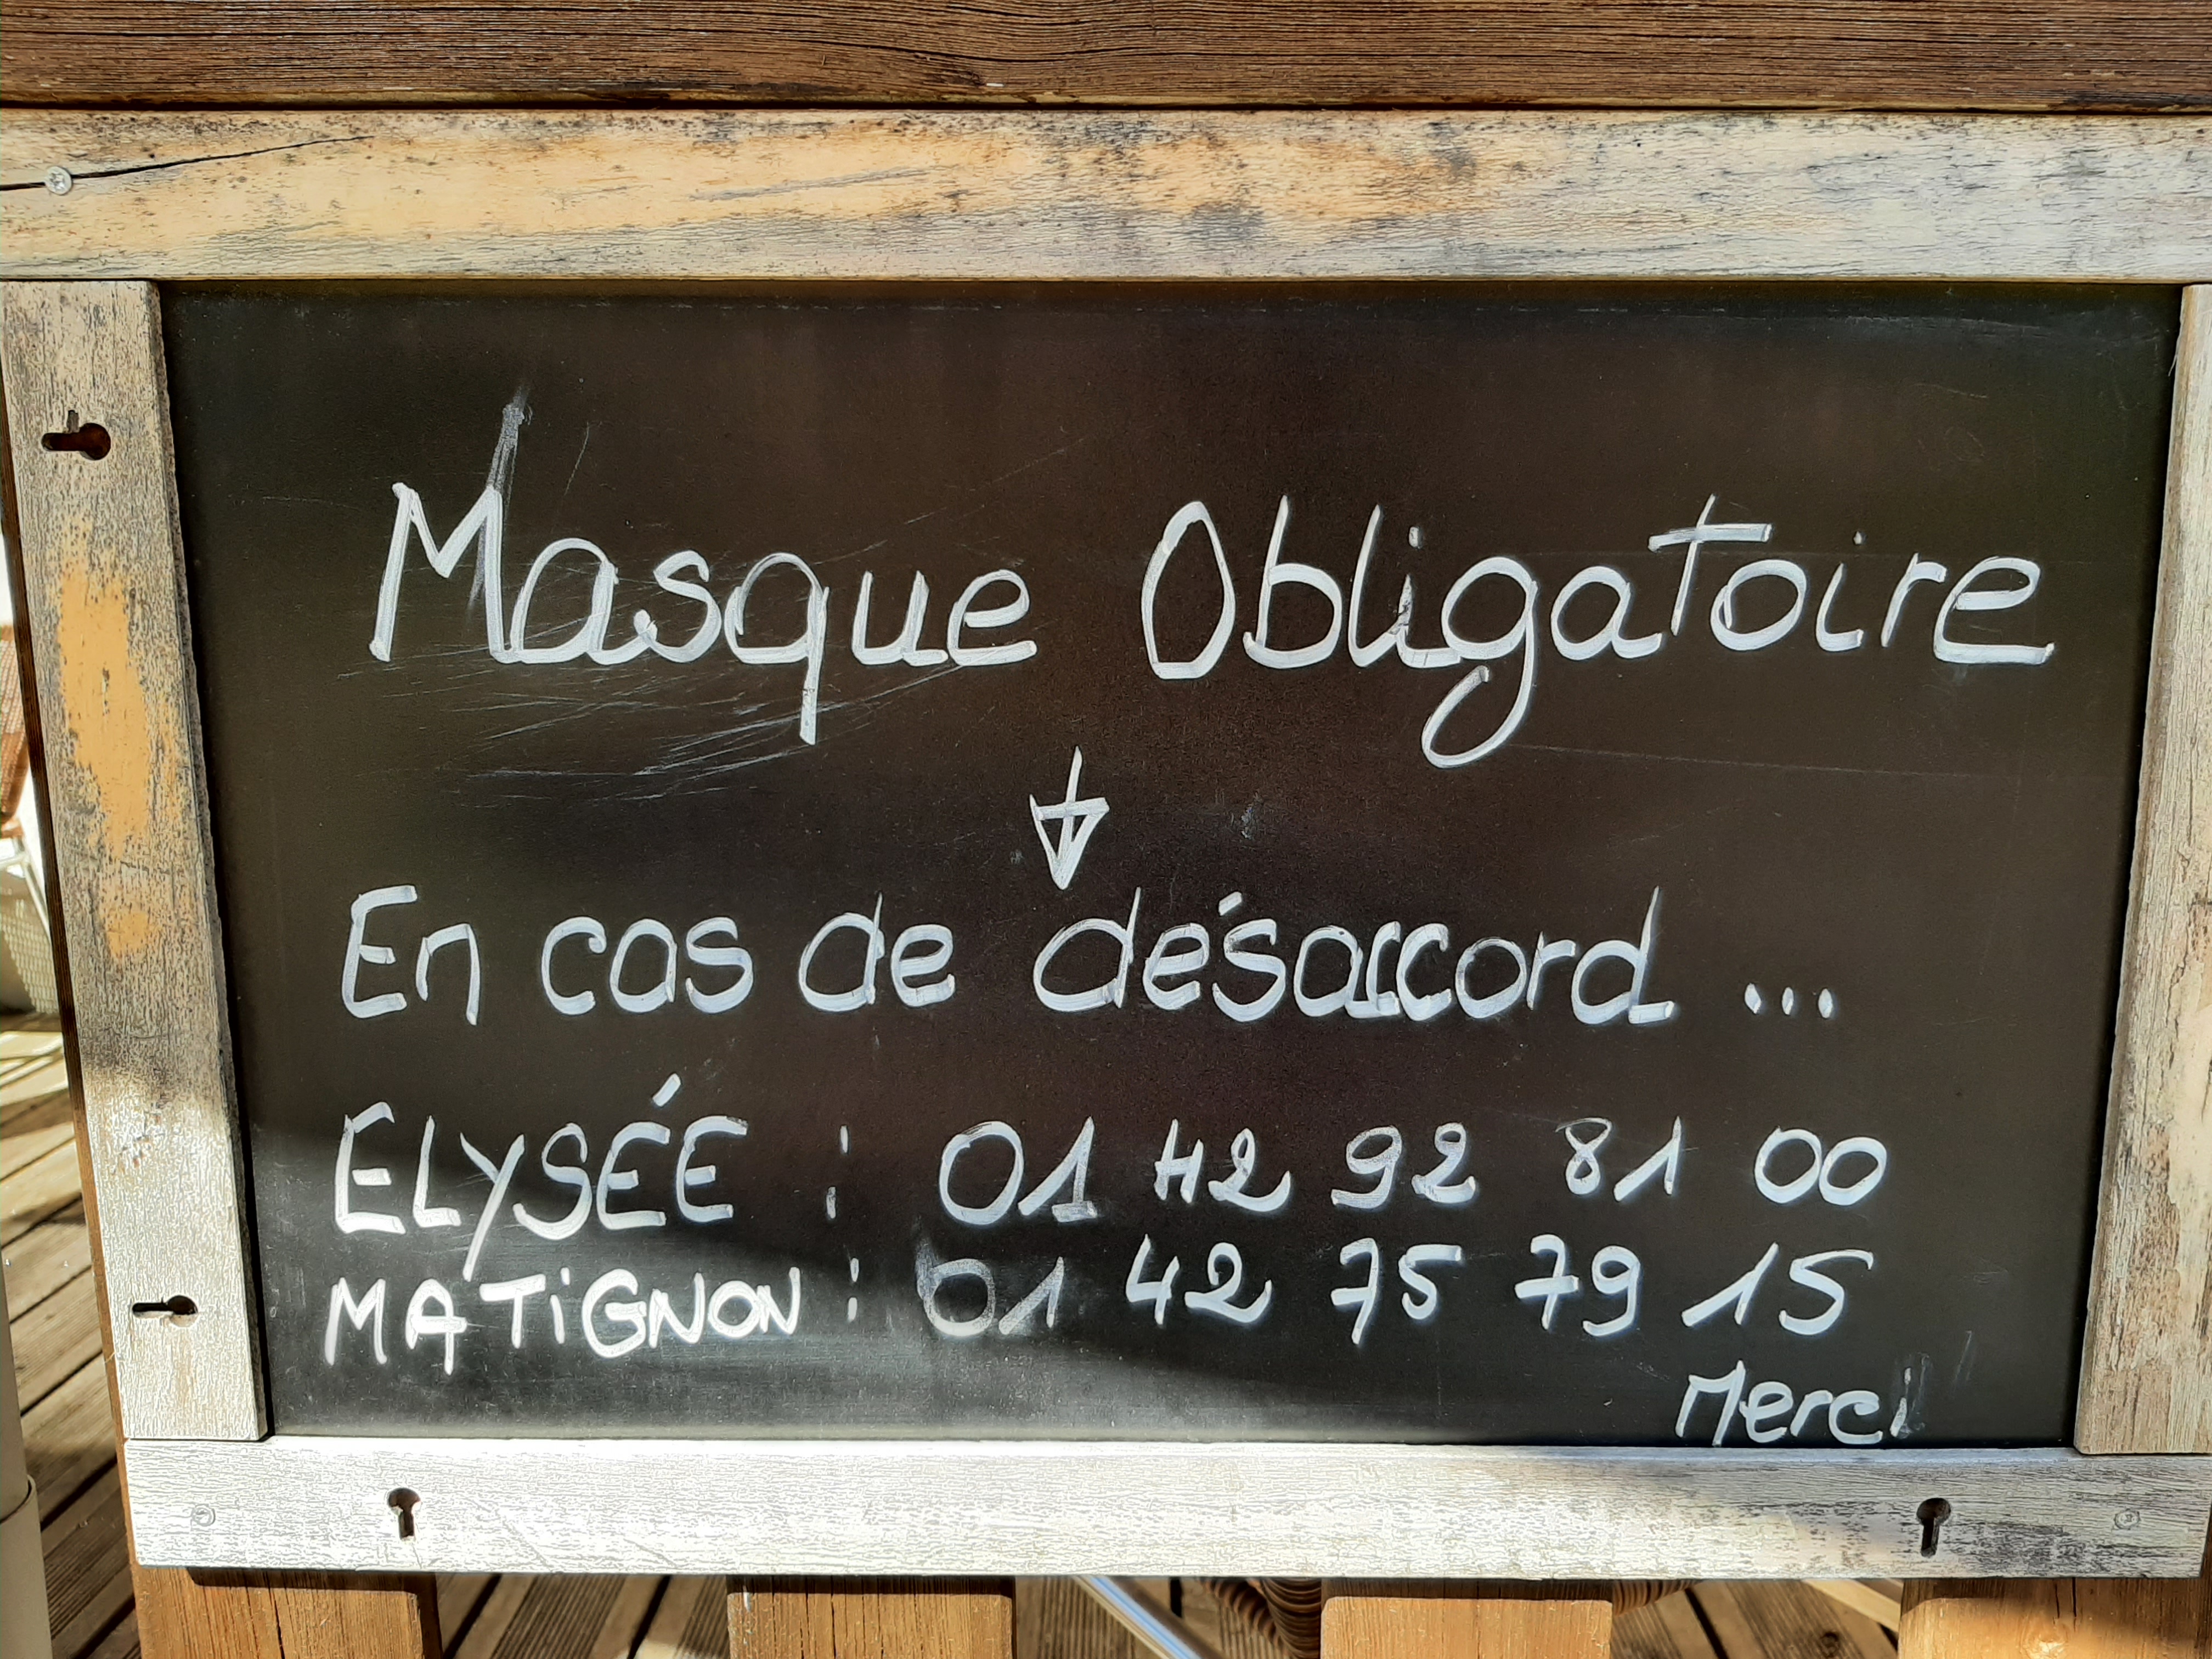 Masque Obligatoire
En cas de désaccord ...
ELYSÉE : 01 42 92 81 00
MATiGNON : 01 42 75 79 15
Merci